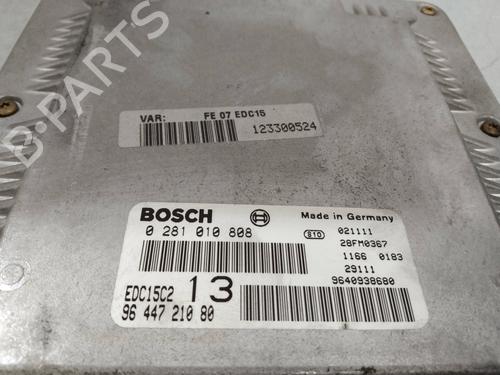 B-PARTS
VAR: FE 07 EDC15
123300524
BOSCH
Made in Germany
0 281 010 808
S10 021111
28FM0367
1166 0183
29111
9640938680
EDC15C2 13
96 447 210 80